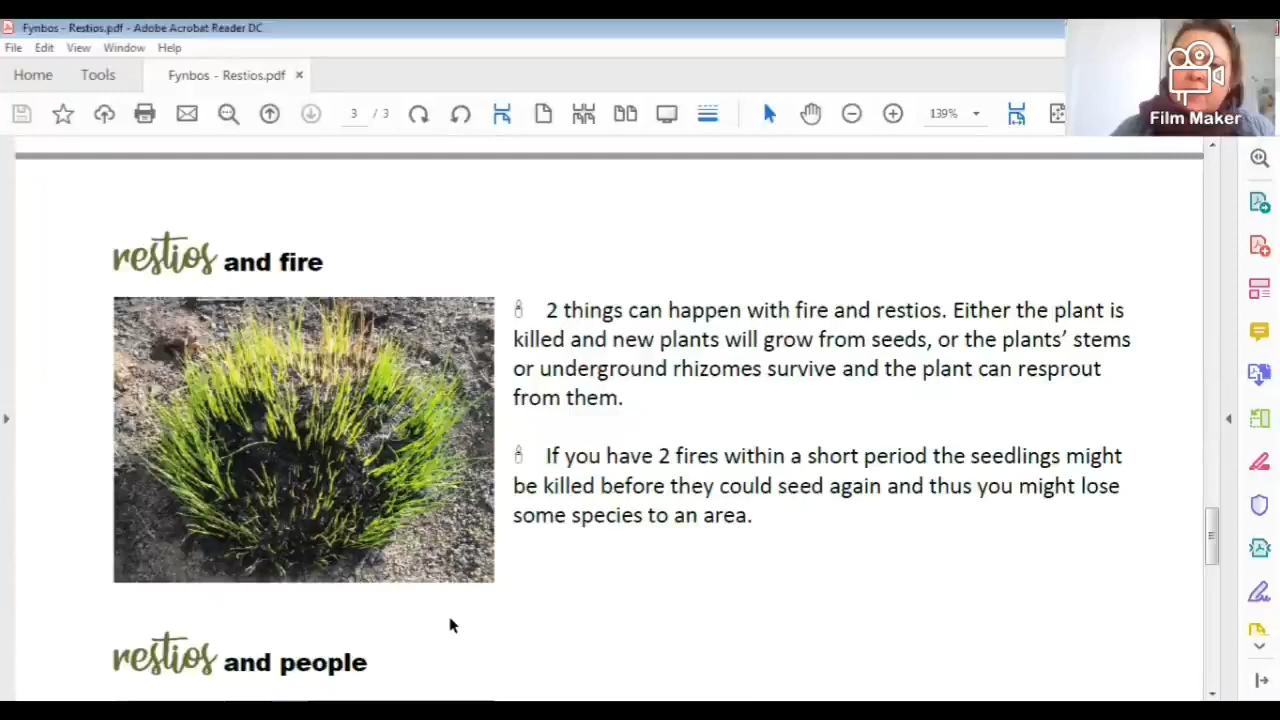 Fynbos - Restios.pdf - Adobe Acrobat Reader DC
File Edit View Window Help
Home Tools Fynbos - Restios.pdf ×
3 / 3 139%
Film Maker
restios and fire
2 things can happen with fire and restios. Either the plant is
killed and new plants will grow from seeds, or the plants’ stems
or underground rhizomes survive and the plant can resprout
from them.
If you have 2 fires within a short period the seedlings might
be killed before they could seed again and thus you might lose
some species to an area.
restios and people